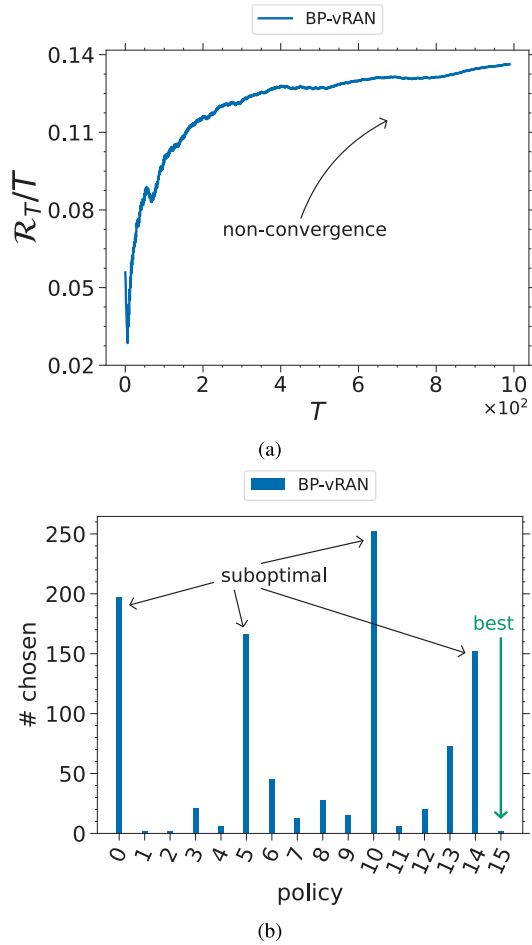 BP-vRAN
0.14
0.11
0.08
0.05
0.02
R_T/T
non-convergence
0 2 4 6 8 10
T
×10²
(a)
BP-vRAN
250
200
150
100
50
0
# chosen
suboptimal
best
0 1 2 3 4 5 6 7 8 9 10 11 12 13 14 15
policy
(b)